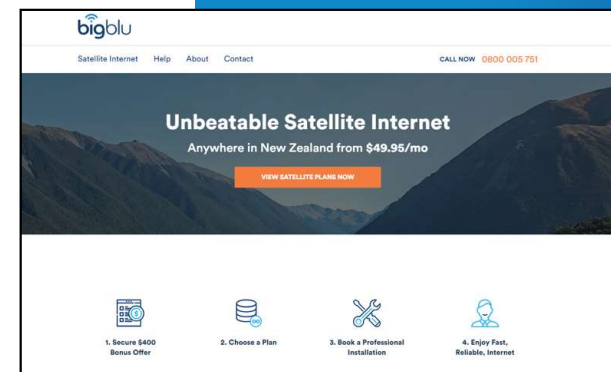 bigblu
Satellite Internet Help About Contact CALL NOW 0800 005 751
Unbeatable Satellite Internet
Anywhere in New Zealand from $49.95/mo
VIEW SATELLITE PLANS NOW
1. Secure $400
Bonus Offer
2. Choose a Plan
3. Book a Professional
Installation
4. Enjoy Fast,
Reliable, Internet